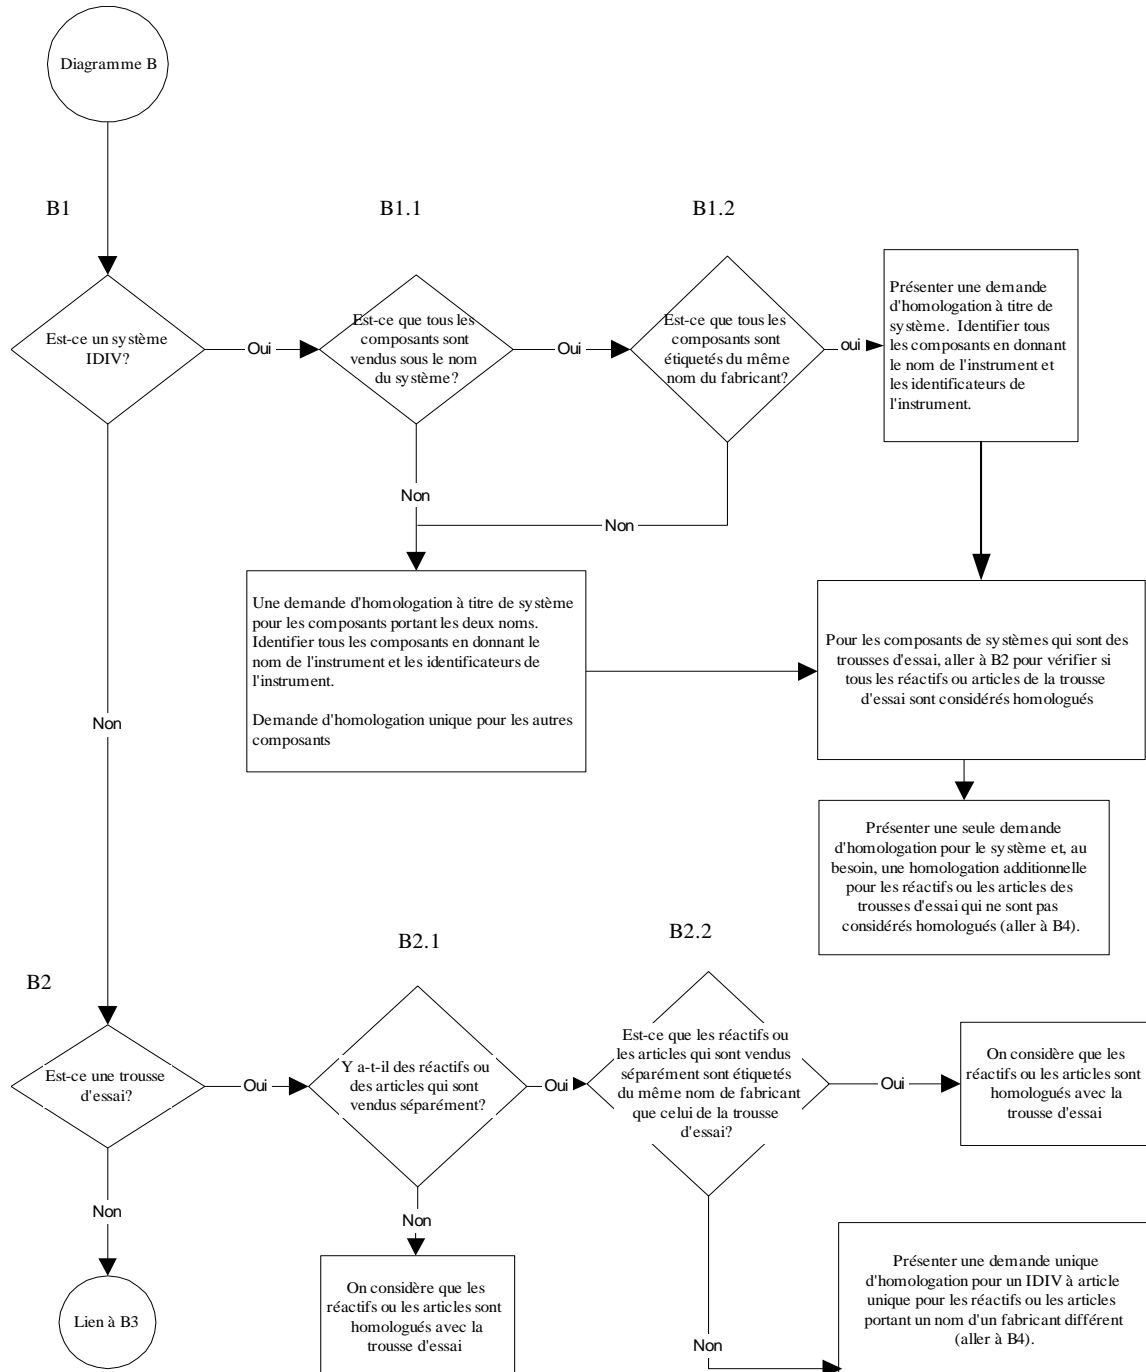 Diagramme B
B1
B1.1
B1.2
Est-ce un système
IDIV?
Oui
Est-ce que tous les
composants sont
vendus sous le nom
du système?
Oui
Est-ce que tous les
composants sont
étiquetés du même
nom du fabricant?
oui
Présenter une demande
d'homologation à titre de
système. Identifier tous
les composants en donnant
le nom de l'instrument et
les identificateurs de
l'instrument.
Non
Non
Non
Une demande d'homologation à titre de système
pour les composants portant les deux noms.
Identifier tous les composants en donnant le
nom de l'instrument et les identificateurs de
l'instrument.
Demande d'homologation unique pour les autres
composants
Pour les composants de systèmes qui sont des
trousses d'essai, aller à B2 pour vérifier si
tous les réactifs ou articles de la trousse
d'essai sont considérés homologués
Présenter une seule demande
d'homologation pour le système et, au
besoin, une homologation additionnelle
pour les réactifs ou les articles des
trousses d'essai qui ne sont pas
considérés homologués (aller à B4).
B2
B2.1
B2.2
Est-ce une trousse
d'essai?
Oui
Y a-t-il des réactifs ou
des articles qui sont
vendus séparément?
Oui
Est-ce que les réactifs ou
les articles qui sont vendus
séparément sont étiquetés
du même nom de fabricant
que celui de la trousse
d'essai?
Oui
On considère que les
réactifs ou les articles sont
homologués avec la
trousse d'essai
Non
Non
Non
Lien à B3
On considère que les
réactifs ou les articles sont
homologués avec la
trousse d'essai
Présenter une demande unique
d'homologation pour un IDIV à article
unique pour les réactifs ou les articles
portant un nom d'un fabricant différent
(aller à B4).